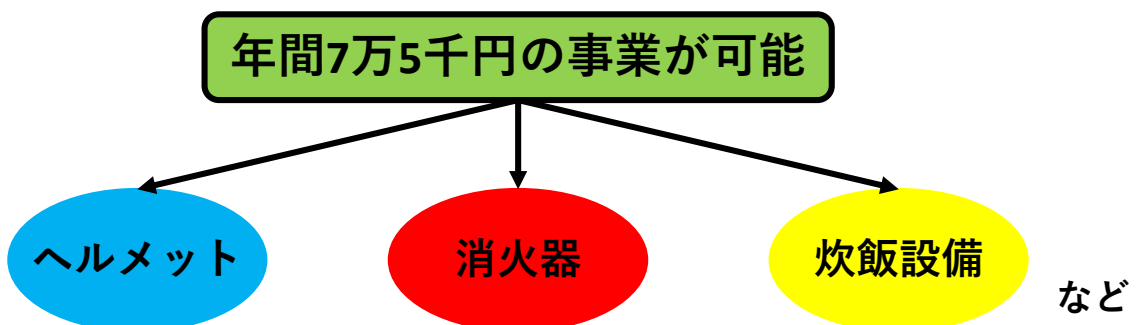 年間7万5千円の事業が可能
ヘルメット
消火器
炊飯設備
など